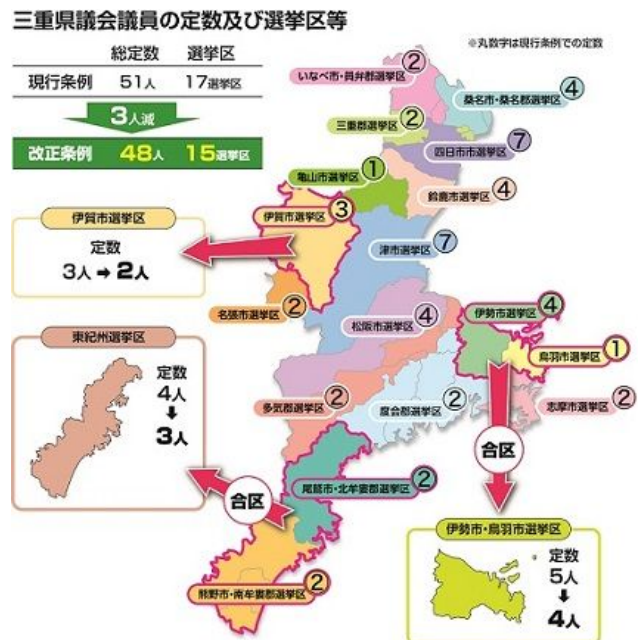 三重県議会議員の定数及び選挙区等
※丸数字は現行条例での定数
総定数 選挙区
現行条例 51人 17選挙区
3人減
改正条例 48人 15選挙区
いなべ市・員弁郡選挙区 ②
桑名市・桑名郡選挙区 ④
三重郡選挙区 ②
四日市市選挙区 ⑦
亀山市選挙区 ①
鈴鹿市選挙区 ④
伊賀市選挙区 ③
津市選挙区 ⑦
名張市選挙区 ②
松阪市選挙区 ④
伊勢市選挙区 ④
鳥羽市選挙区 ①
多気郡選挙区 ②
度会郡選挙区 ②
志摩市選挙区 ②
尾鷲市・北牟婁郡選挙区 ②
熊野市・南牟婁郡選挙区 ②
伊賀市選挙区
定数
3人➡2人
東紀州選挙区
定数
4人
3人
合区
合区
伊勢市・鳥羽市選挙区
定数
5人
4人